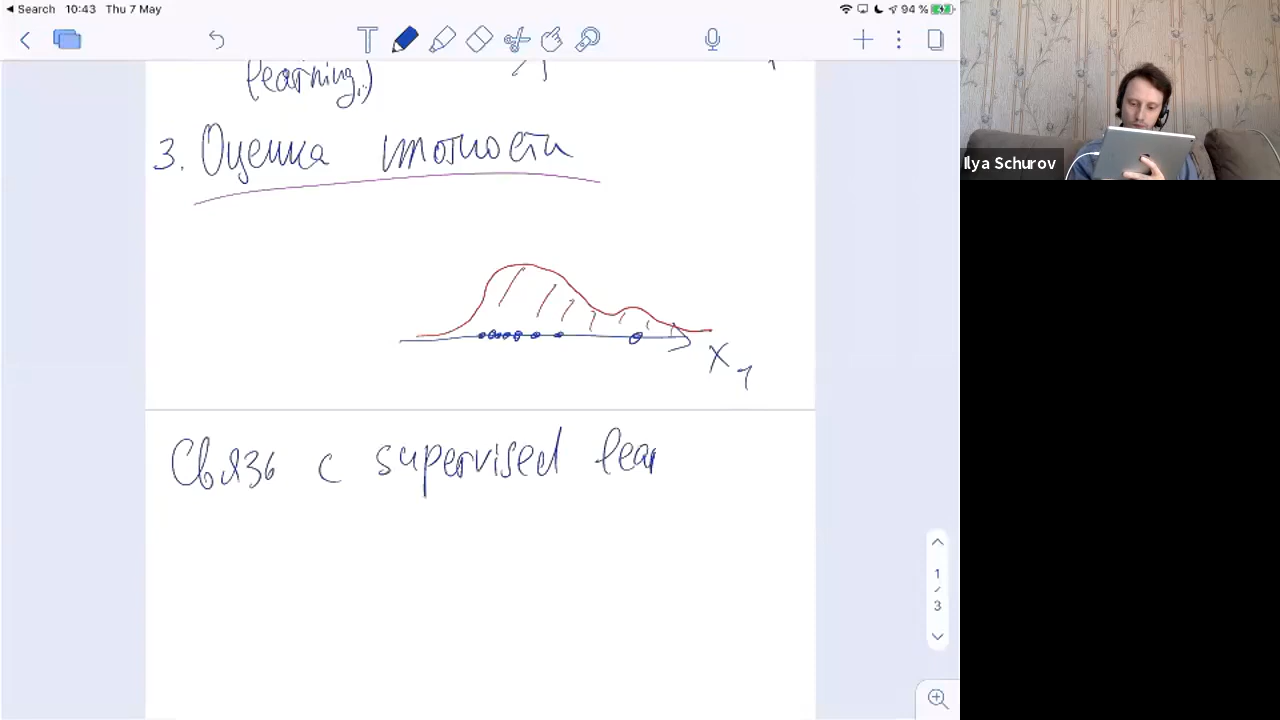 Search 10:43 Thu 7 May 94 %
learning,)
3. Оценка плотности
x1
Связь с supervised lear
1
/
3
Ilya Schurov